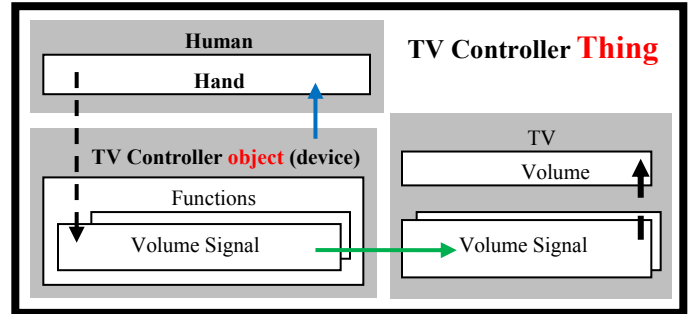 Human
TV Controller Thing
Hand
TV Controller object (device)
TV
Volume
Functions
Volume Signal
Volume Signal